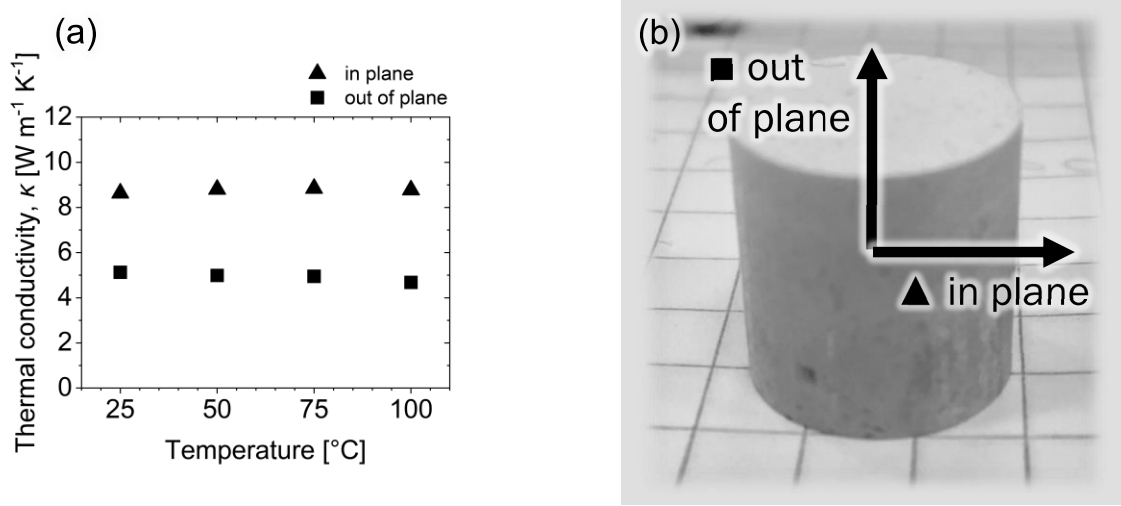 (a)
▲ in plane
■ out of plane
Thermal conductivity, κ [W m⁻¹ K⁻¹]
12
10
8
6
4
2
0
25 50 75 100
Temperature [°C]
(b)
■ out
of plane
▲ in plane